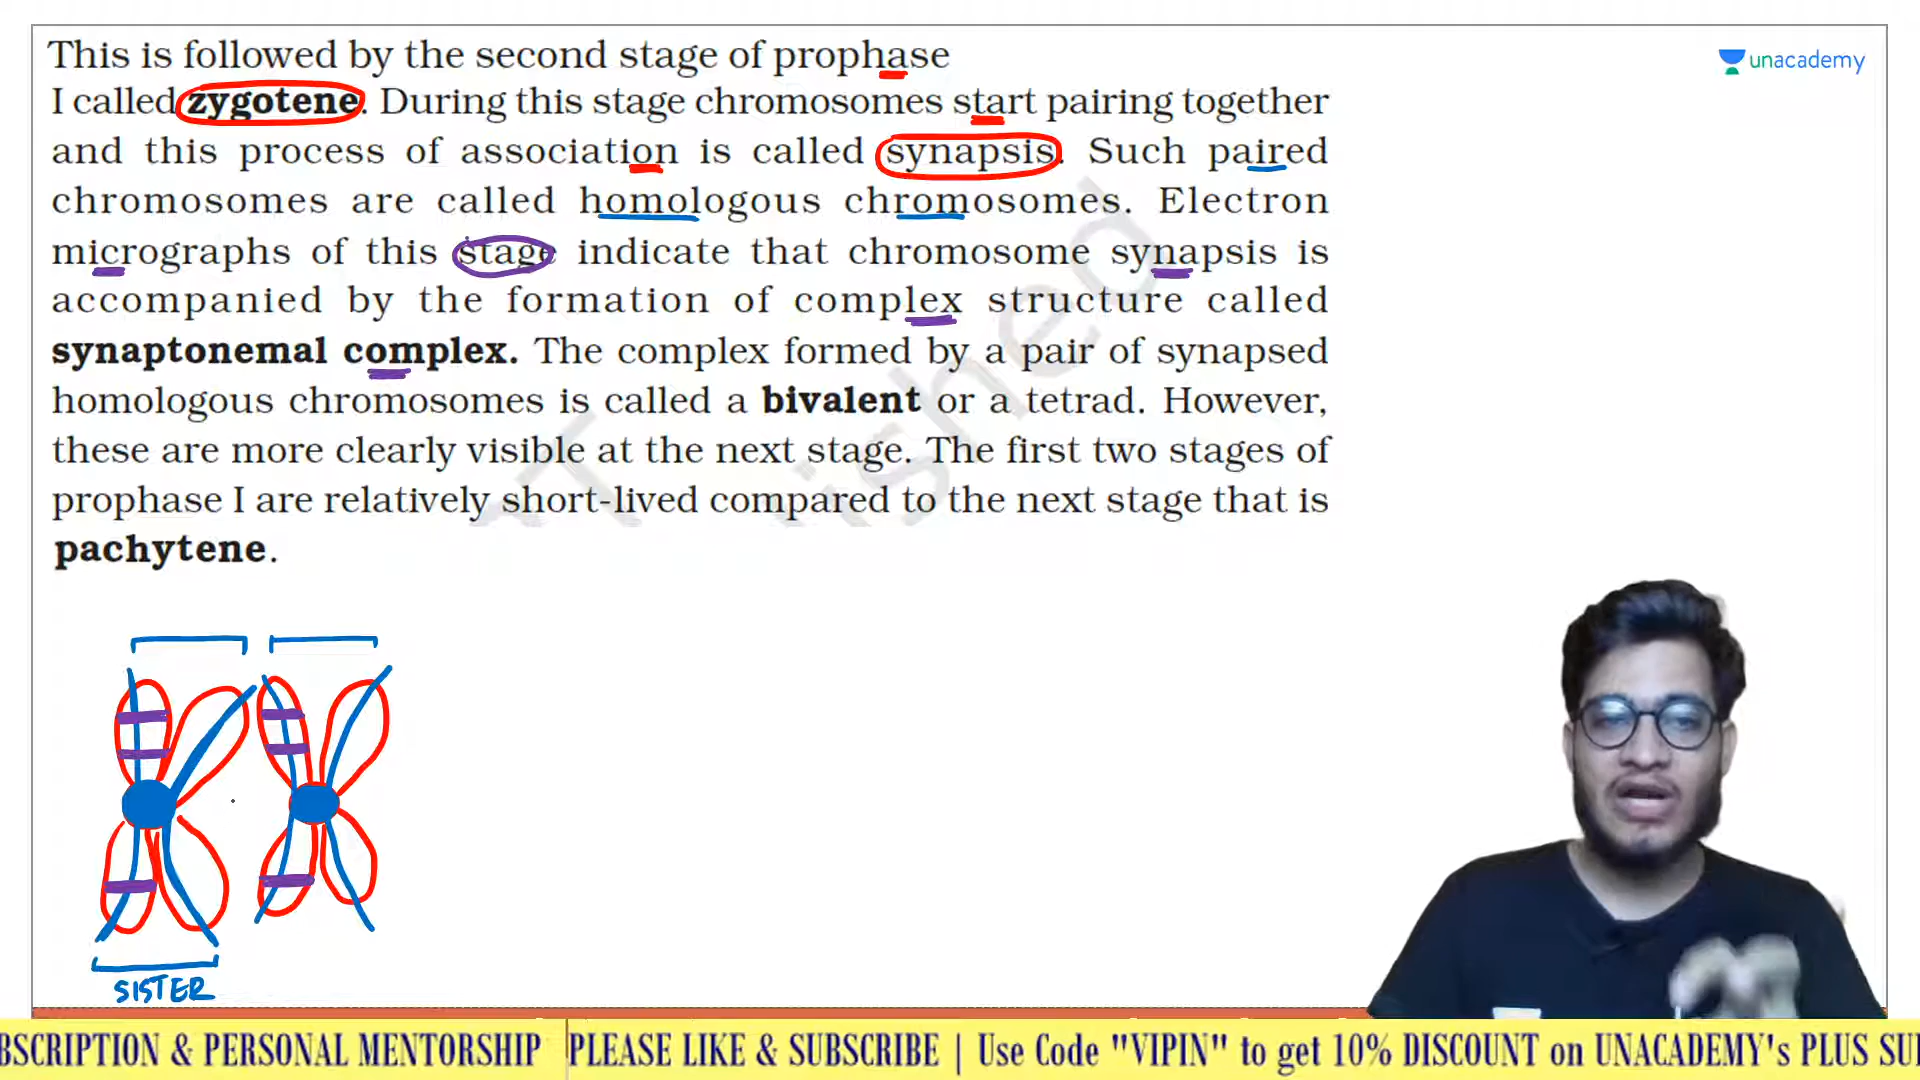 This is followed by the second stage of prophase
unacademy
I called zygotene. During this stage chromosomes start pairing together
and this process of association is called synapsis. Such paired
chromosomes are called homologous chromosomes. Electron
micrographs of this stage indicate that chromosome synapsis is
accompanied by the formation of complex structure called
synaptonemal complex. The complex formed by a pair of synapsed
homologous chromosomes is called a bivalent or a tetrad. However,
these are more clearly visible at the next stage. The first two stages of
prophase I are relatively short-lived compared to the next stage that is
pachytene.
SISTER
BSCRIPTION & PERSONAL MENTORSHIP PLEASE LIKE & SUBSCRIBE | Use Code "VIPIN" to get 10% DISCOUNT on UNACADEMY's PLUS SU